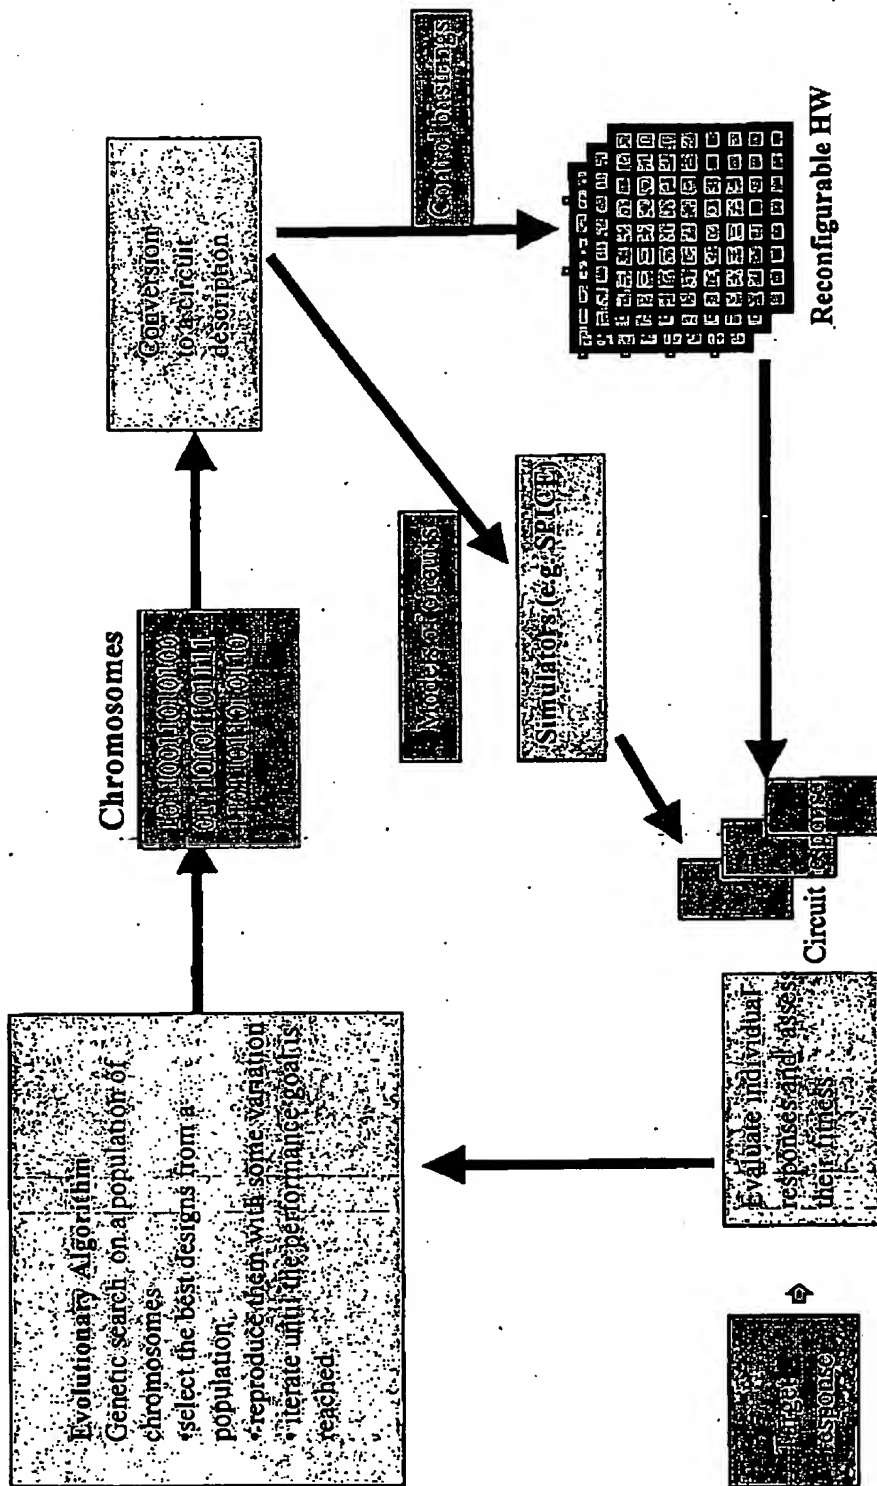 Evolutionary Algorithm
Genetic search on a population of
chromosomes
•select the best designs from a
population
•reproduce them with some variation
• iterate until the performance goal is
reached
Chromosomes
Conversion
to a circuit
description
Control bitstrings
Models of circuits
Simulators (e.g. SPICE)
Reconfigurable HW
Circuit response
Evaluate individual
responses and assess
their fitness
Target
response